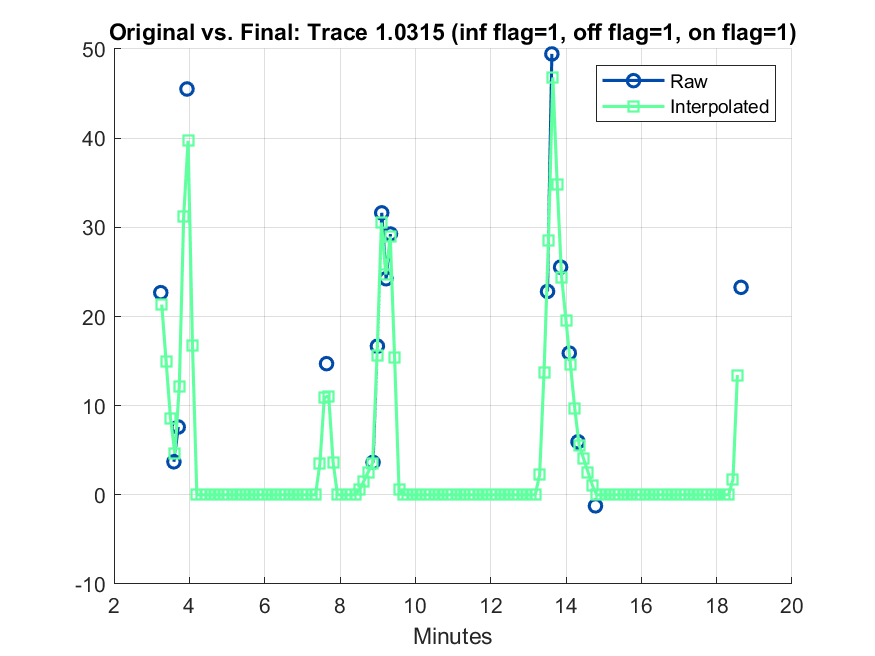 Original vs. Final: Trace 1.0315 (inf flag=1, off flag=1, on flag=1)
50
40
30
20
10
0
-10
Raw
Interpolated
2 4 6 8 10 12 14 16 18 20
Minutes